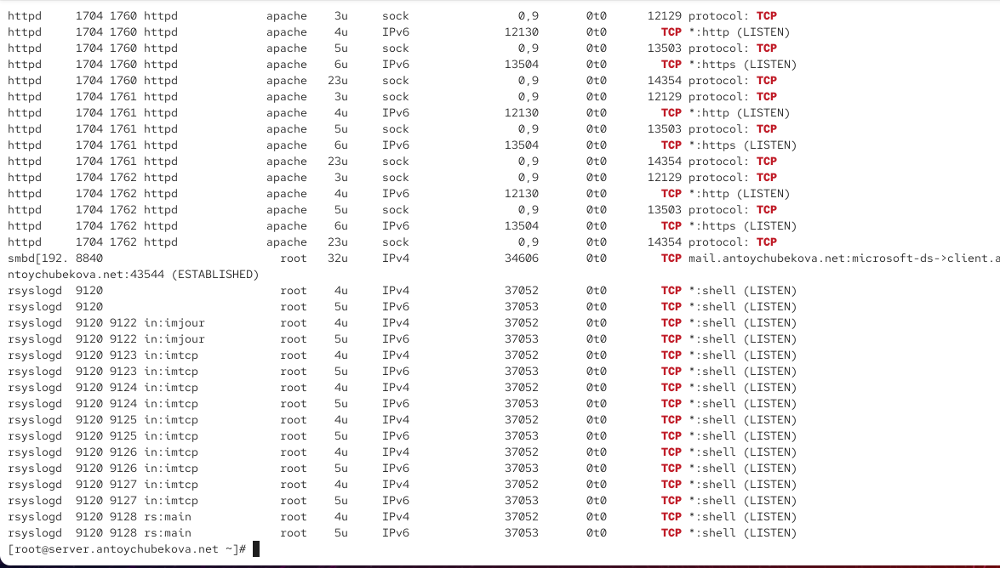 httpd     1704 1760 httpd             apache    3u     sock                0,9       0t0      12129 protocol: TCP
httpd     1704 1760 httpd             apache    4u     IPv6              12130       0t0        TCP *:http (LISTEN)
httpd     1704 1760 httpd             apache    5u     sock                0,9       0t0      13503 protocol: TCP
httpd     1704 1760 httpd             apache    6u     IPv6              13504       0t0        TCP *:https (LISTEN)
httpd     1704 1760 httpd             apache   23u     sock                0,9       0t0      14354 protocol: TCP
httpd     1704 1761 httpd             apache    3u     sock                0,9       0t0      12129 protocol: TCP
httpd     1704 1761 httpd             apache    4u     IPv6              12130       0t0        TCP *:http (LISTEN)
httpd     1704 1761 httpd             apache    5u     sock                0,9       0t0      13503 protocol: TCP
httpd     1704 1761 httpd             apache    6u     IPv6              13504       0t0        TCP *:https (LISTEN)
httpd     1704 1761 httpd             apache   23u     sock                0,9       0t0      14354 protocol: TCP
httpd     1704 1762 httpd             apache    3u     sock                0,9       0t0      12129 protocol: TCP
httpd     1704 1762 httpd             apache    4u     IPv6              12130       0t0        TCP *:http (LISTEN)
httpd     1704 1762 httpd             apache    5u     sock                0,9       0t0      13503 protocol: TCP
httpd     1704 1762 httpd             apache    6u     IPv6              13504       0t0        TCP *:https (LISTEN)
httpd     1704 1762 httpd             apache   23u     sock                0,9       0t0      14354 protocol: TCP
smbd[192. 8840                          root   32u     IPv4              34606       0t0        TCP mail.antoychubekova.net:microsoft-ds->client.a
ntoychubekova.net:43544 (ESTABLISHED)
rsyslogd  9120                          root    4u     IPv4              37052       0t0        TCP *:shell (LISTEN)
rsyslogd  9120                          root    5u     IPv6              37053       0t0        TCP *:shell (LISTEN)
rsyslogd  9120 9122 in:imjour           root    4u     IPv4              37052       0t0        TCP *:shell (LISTEN)
rsyslogd  9120 9122 in:imjour           root    5u     IPv6              37053       0t0        TCP *:shell (LISTEN)
rsyslogd  9120 9123 in:imtcp            root    4u     IPv4              37052       0t0        TCP *:shell (LISTEN)
rsyslogd  9120 9123 in:imtcp            root    5u     IPv6              37053       0t0        TCP *:shell (LISTEN)
rsyslogd  9120 9124 in:imtcp            root    4u     IPv4              37052       0t0        TCP *:shell (LISTEN)
rsyslogd  9120 9124 in:imtcp            root    5u     IPv6              37053       0t0        TCP *:shell (LISTEN)
rsyslogd  9120 9125 in:imtcp            root    4u     IPv4              37052       0t0        TCP *:shell (LISTEN)
rsyslogd  9120 9125 in:imtcp            root    5u     IPv6              37053       0t0        TCP *:shell (LISTEN)
rsyslogd  9120 9126 in:imtcp            root    4u     IPv4              37052       0t0        TCP *:shell (LISTEN)
rsyslogd  9120 9126 in:imtcp            root    5u     IPv6              37053       0t0        TCP *:shell (LISTEN)
rsyslogd  9120 9127 in:imtcp            root    4u     IPv4              37052       0t0        TCP *:shell (LISTEN)
rsyslogd  9120 9127 in:imtcp            root    5u     IPv6              37053       0t0        TCP *:shell (LISTEN)
rsyslogd  9120 9128 rs:main             root    4u     IPv4              37052       0t0        TCP *:shell (LISTEN)
rsyslogd  9120 9128 rs:main             root    5u     IPv6              37053       0t0        TCP *:shell (LISTEN)
[root@server.antoychubekova.net ~]#